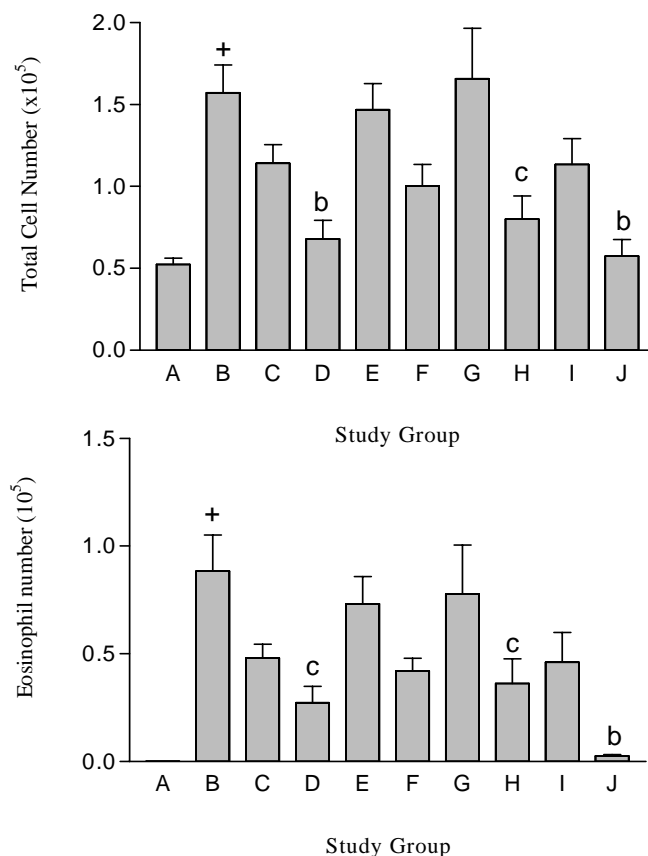 Total Cell Number (x10⁵)
2.0
1.5
1.0
0.5
0.0
+
b
c
b
A B C D E F G H I J
Study Group
Eosinophil number (10⁵)
1.5
1.0
0.5
0.0
+
c
c
b
A B C D E F G H I J
Study Group